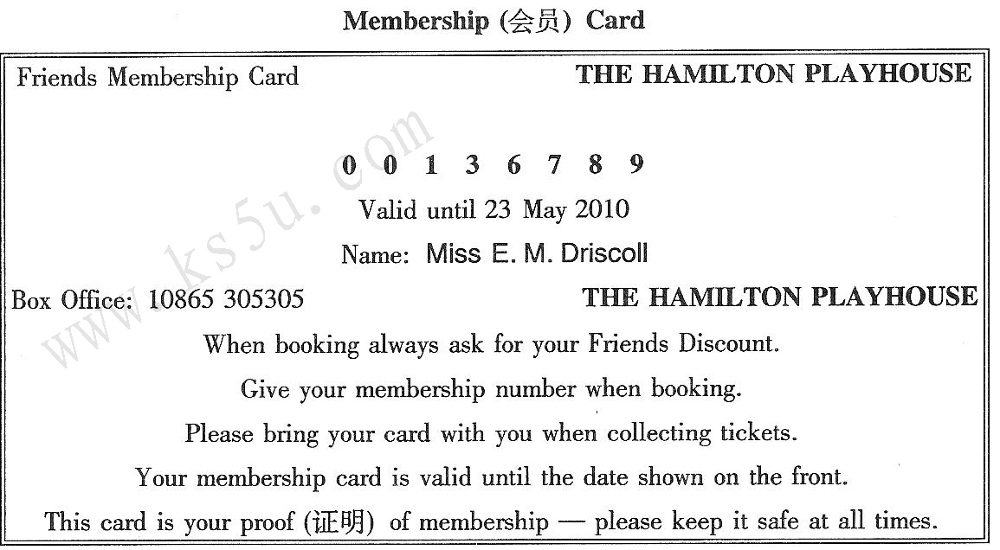 Membership (会员) Card
Friends Membership Card THE HAMILTON PLAYHOUSE
0 0 1 3 6 7 8 9
Valid until 23 May 2010
Name: Miss E. M. Driscoll
Box Office: 10865 305305 THE HAMILTON PLAYHOUSE
When booking always ask for your Friends Discount.
Give your membership number when booking.
Please bring your card with you when collecting tickets.
Your membership card is valid until the date shown on the front.
This card is your proof (证明) of membership — please keep it safe at all times.
www.ks5u.com